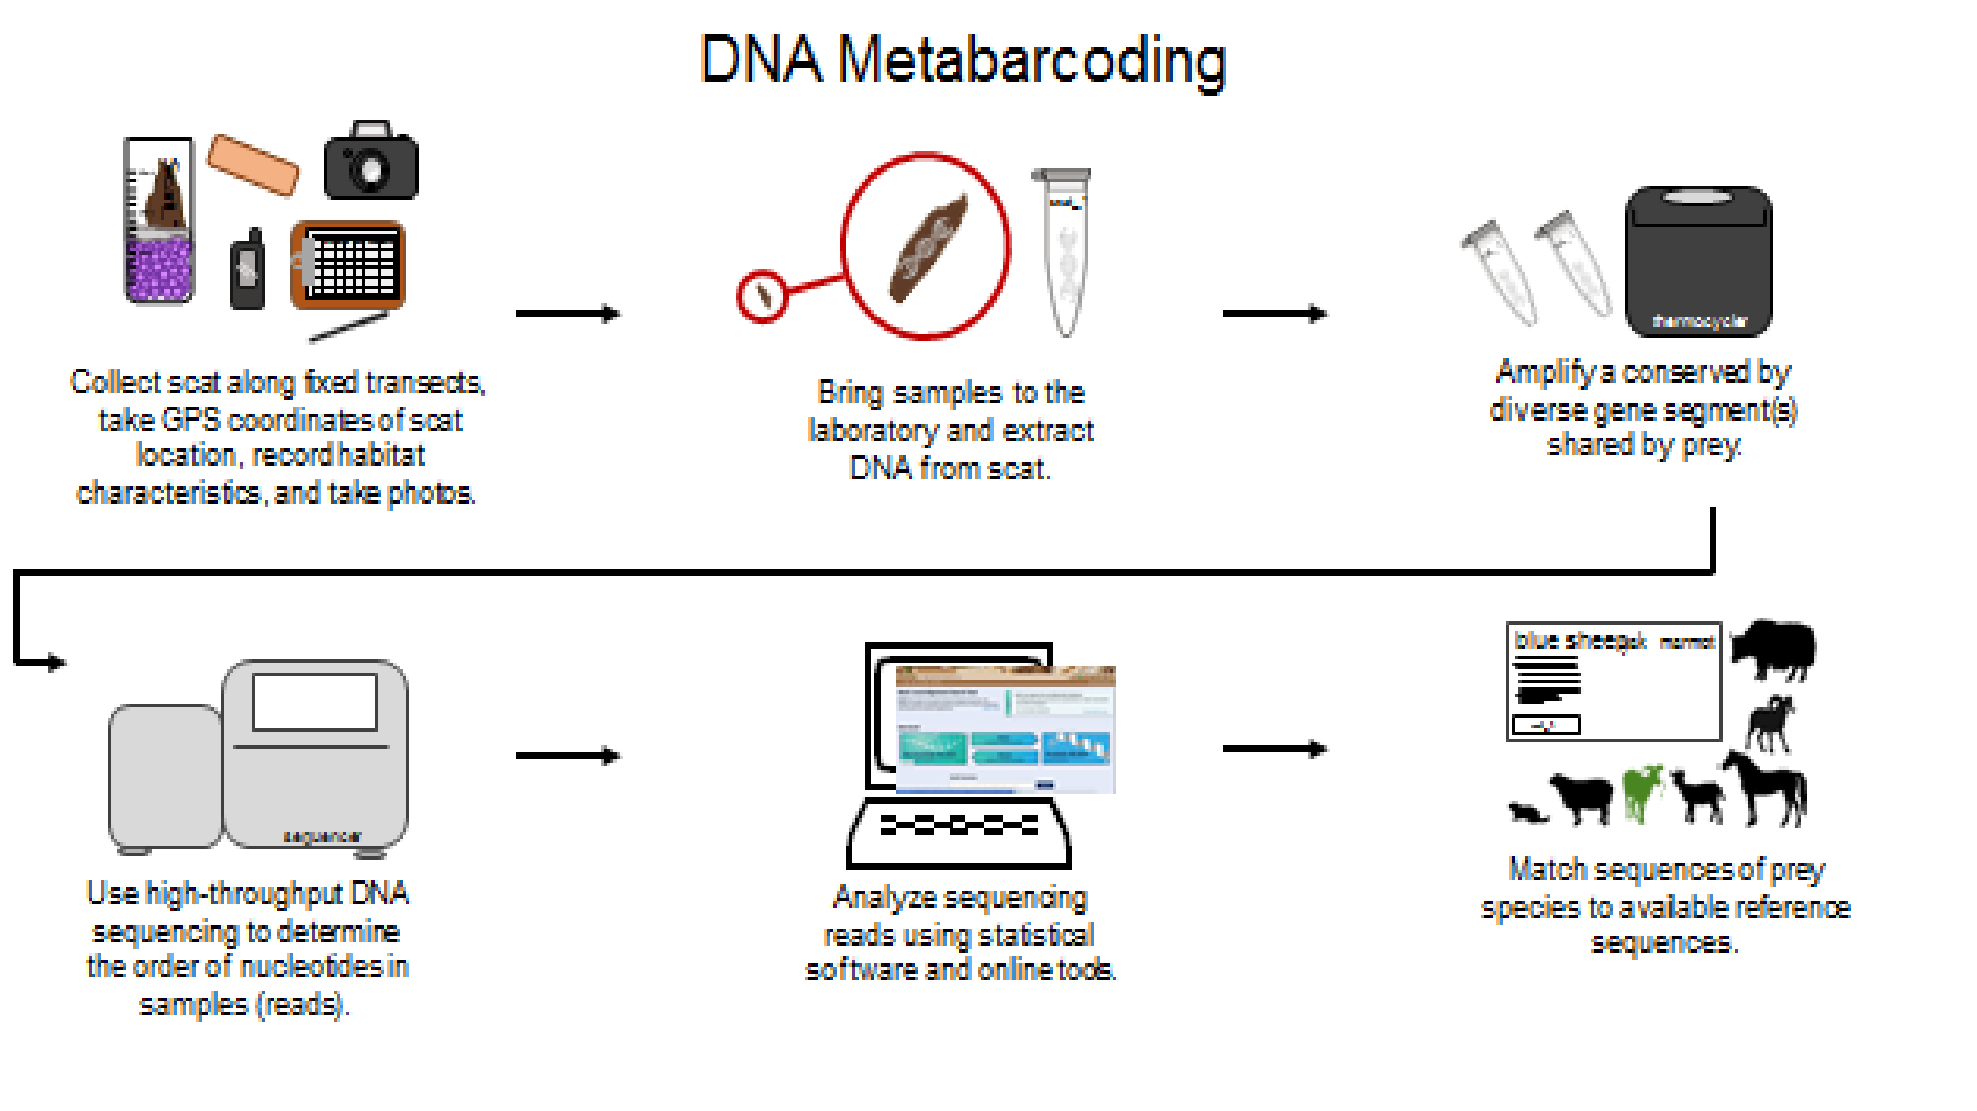 DNA Metabarcoding
Collect scat along fixed transects,
take GPS coordinates of scat
location, record habitat
characteristics, and take photos.
Bring samples to the
laboratory and extract
DNA from scat.
thermocycler
Amplify a conserved by
diverse gene segment(s)
shared by prey.
sequencer
Use high-throughput DNA
sequencing to determine
the order of nucleotides in
samples (reads).
Analyze sequencing
reads using statistical
software and online tools.
blue sheep yak marmot
Match sequences of prey
species to available reference
sequences.